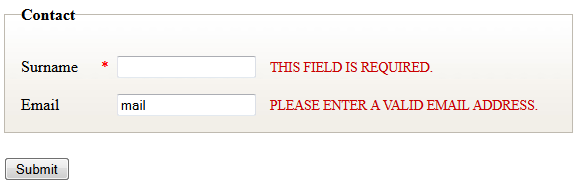 Contact
Surname * THIS FIELD IS REQUIRED.
Email mail PLEASE ENTER A VALID EMAIL ADDRESS.
Submit